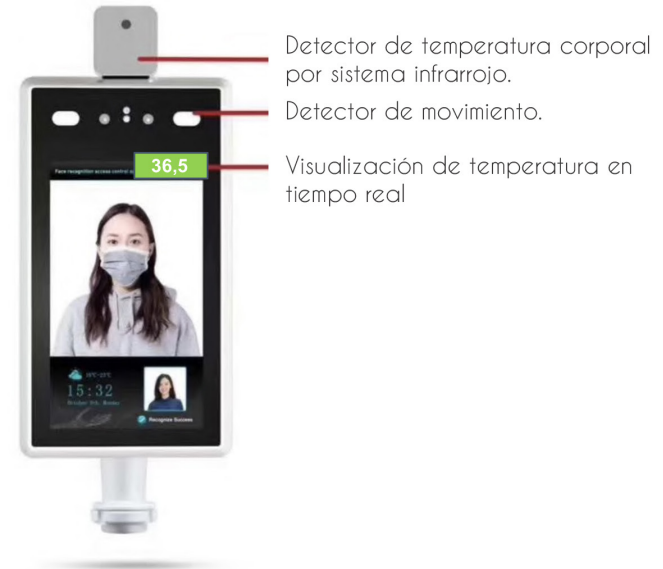 Detector de temperatura corporal
por sistema infrarrojo.
Detector de movimiento.
Face recognition access control
36,5
Visualización de temperatura en
tiempo real
15:32
Recognize Success